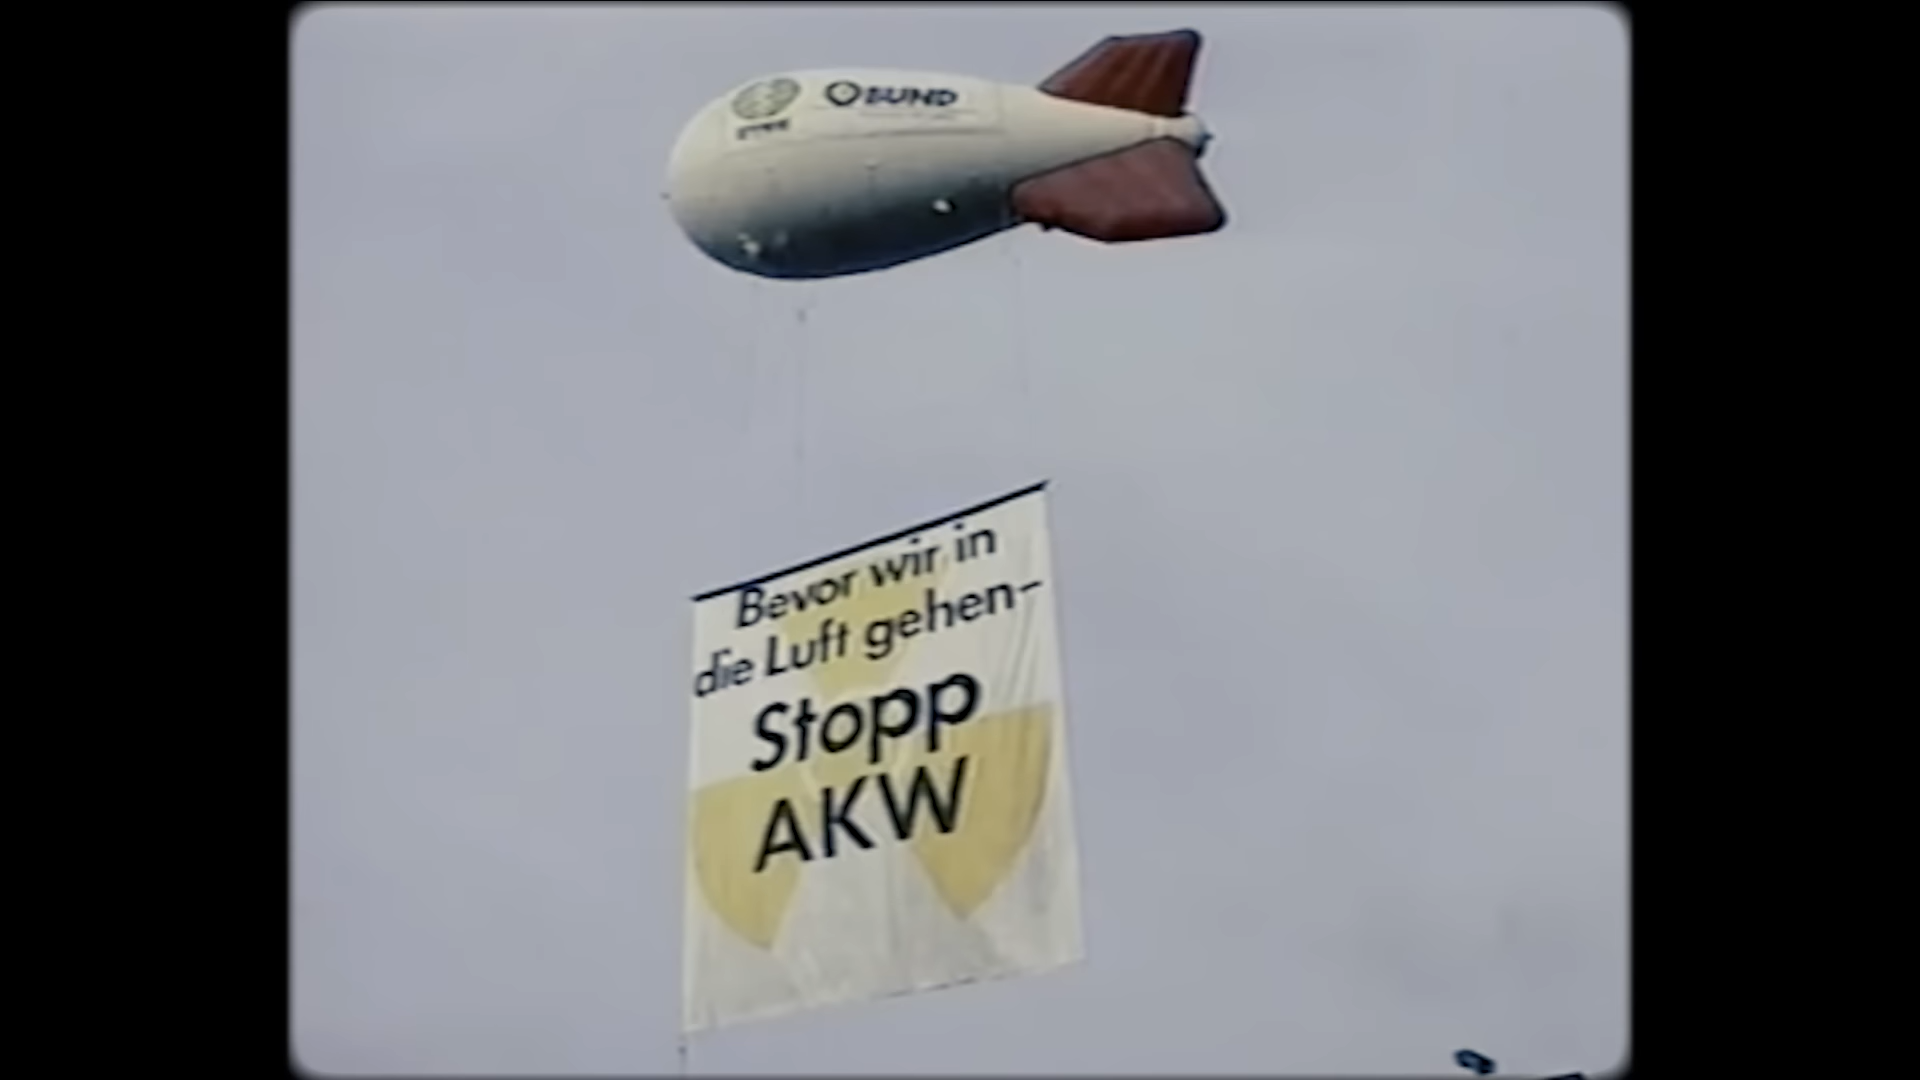 BUND
Bevor wir in
die Luft gehen-
Stopp
AKW